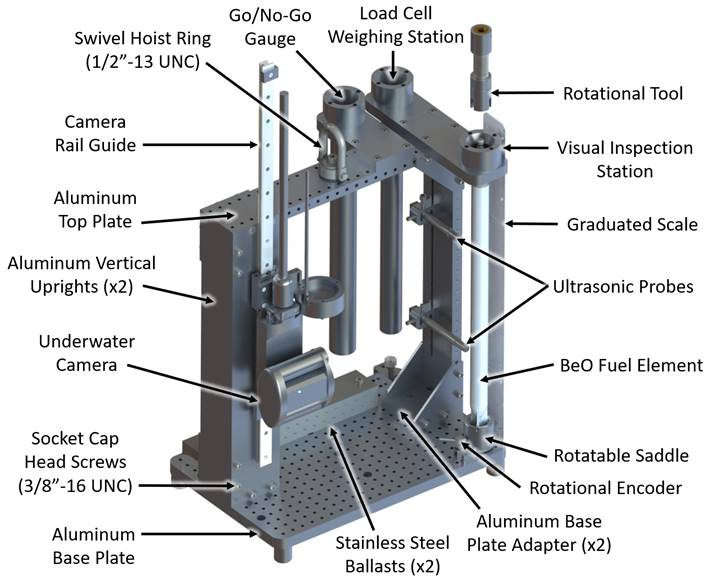 Go/No-Go
Gauge
Load Cell
Weighing Station
Swivel Hoist Ring
(1/2”-13 UNC)
Rotational Tool
Camera
Rail Guide
Visual Inspection
Station
Aluminum
Top Plate
Graduated Scale
Aluminum Vertical
Uprights (x2)
Ultrasonic Probes
Underwater
Camera
BeO Fuel Element
Socket Cap
Head Screws
(3/8”-16 UNC)
Rotatable Saddle
Rotational Encoder
Aluminum
Base Plate
Stainless Steel
Ballasts (x2)
Aluminum Base
Plate Adapter (x2)